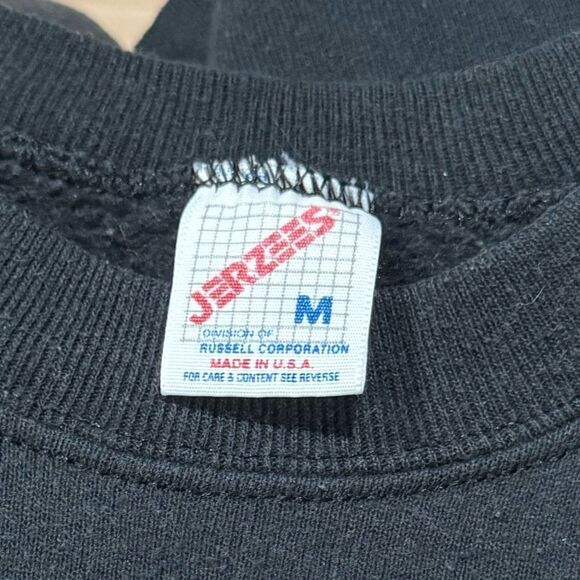 JERZEES
M
DIVISION OF
RUSSELL CORPORATION
MADE IN U.S.A.
FOR CARE & CONTENT SEE REVERSE